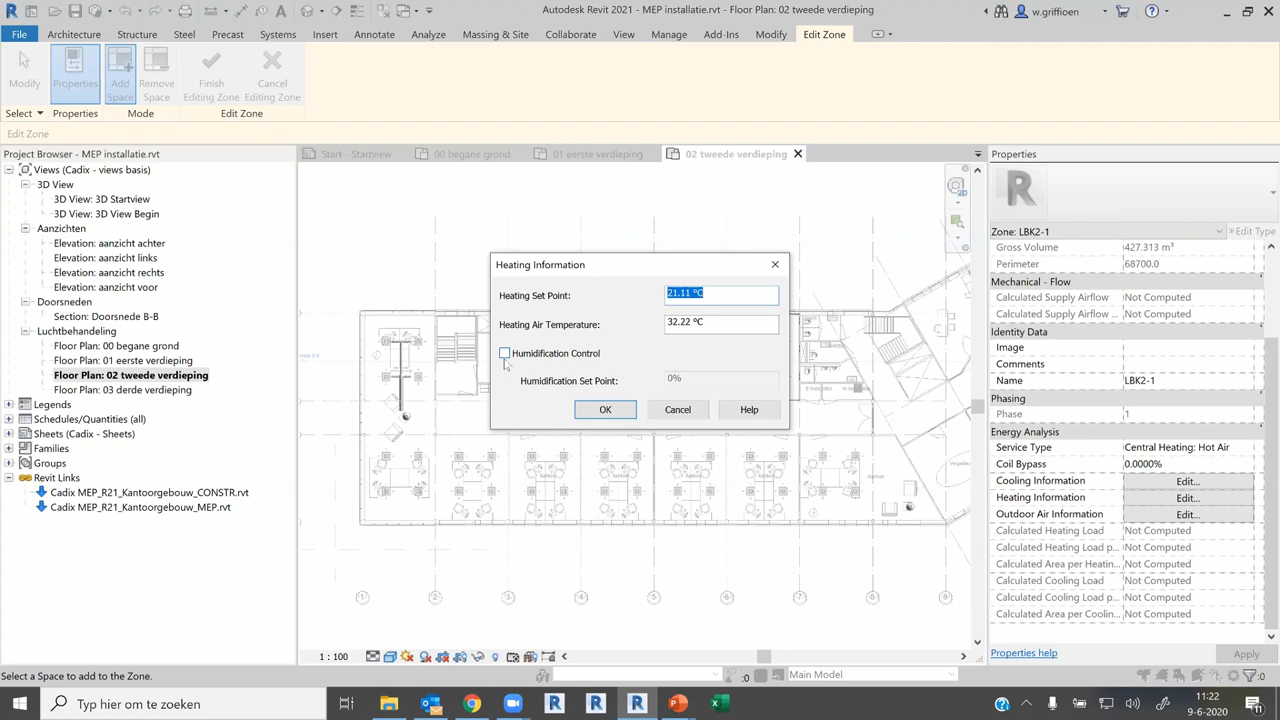 Autodesk Revit 2021 - MEP installatie.rvt - Floor Plan: 02 tweede verdieping
w.griffioen
File Architecture Structure Steel Precast Systems Insert Annotate Analyze Massing & Site Collaborate View Manage Add-Ins Modify Edit Zone
Modify Properties Add Space Remove Space Finish Editing Zone Cancel Editing Zone
Select Properties Mode Edit Zone
Edit Zone
Project Browser - MEP installatie.rvt
Start - Startview 00 begane grond 01 eerste verdieping 02 tweede verdieping
Properties
Views (Cadix - views basis)
3D View
3D View: 3D Startview
3D View: 3D View Begin
Aanzichten
Elevation: aanzicht achter
Elevation: aanzicht links
Elevation: aanzicht rechts
Elevation: aanzicht voor
Doorsneden
Section: Doorsnede B-B
Luchtbehandeling
Floor Plan: 00 begane grond
Floor Plan: 01 eerste verdieping
Floor Plan: 02 tweede verdieping
Floor Plan: 03 derde verdieping
Legends
Schedules/Quantities (all)
Sheets (Cadix - Sheets)
Families
Groups
Revit Links
Cadix MEP_R21_Kantoorgebouw_CONSTR.rvt
Cadix MEP_R21_Kantoorgebouw_MEP.rvt
2D
Heating Information
Heating Set Point: 21.11 °C
Heating Air Temperature: 32.22 °C
Humidification Control
Humidification Set Point: 0%
OK Cancel Help
1 2 3 4 5 6 7 8 9
R
Zone: LBK2-1 Edit Type
Gross Volume 427.313 m³
Perimeter 68700.0
Mechanical - Flow
Calculated Supply Airflow Not Computed
Calculated Supply Airflow ... Not Computed
Identity Data
Image
Comments
Name LBK2-1
Phasing
Phase 1
Energy Analysis
Service Type Central Heating: Hot Air
Coil Bypass 0.0000%
Cooling Information Edit...
Heating Information Edit...
Outdoor Air Information Edit...
Calculated Heating Load Not Computed
Calculated Heating Load p... Not Computed
Calculated Area per Heatin... Not Computed
Calculated Cooling Load Not Computed
Calculated Cooling Load p... Not Computed
Calculated Area per Coolin... Not Computed
Properties help Apply
1 : 100
Select a Space to add to the Zone.
:0 Main Model :0
Typ hier om te zoeken
11:22
9-6-2020